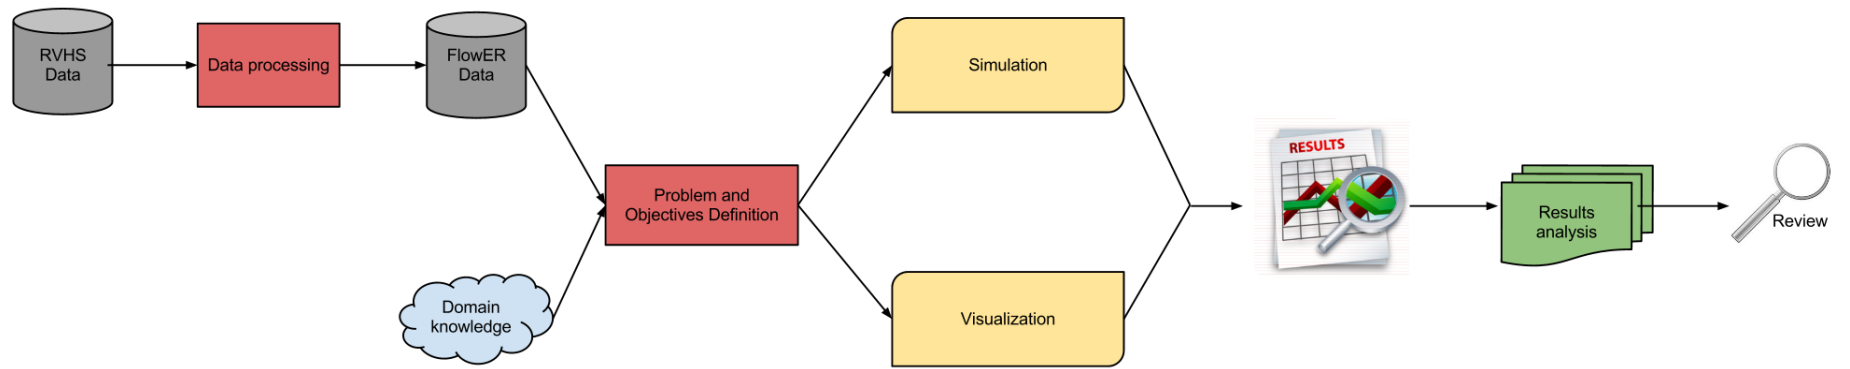 RVHS
Data
Data processing
FlowER
Data
Problem and
Objectives Definition
Domain
knowledge
Simulation
Visualization
RESULTS
Results
analysis
Review